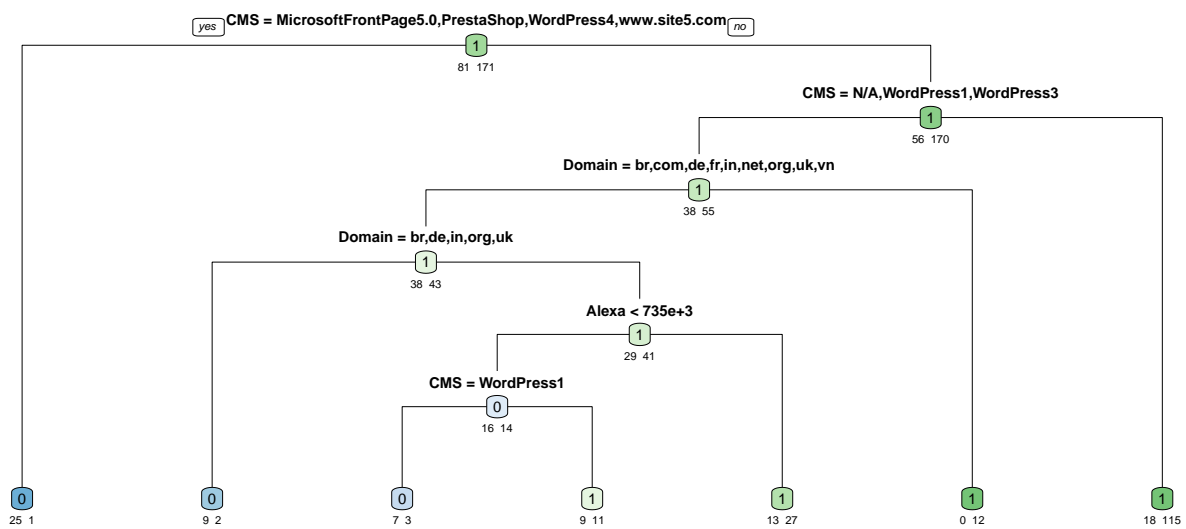 yes CMS = MicrosoftFrontPage5.0,PrestaShop,WordPress4,www.site5.com no
1
81 171
CMS = N/A,WordPress1,WordPress3
1
56 170
Domain = br,com,de,fr,in,net,org,uk,vn
1
38 55
Domain = br,de,in,org,uk
1
38 43
Alexa < 735e+3
1
29 41
CMS = WordPress1
0
16 14
0 0 0 1 1 1 1
25 1 9 2 7 3 9 11 13 27 0 12 18 115